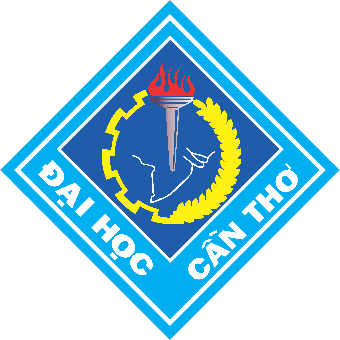 ĐẠI HỌC
CẦN THƠ